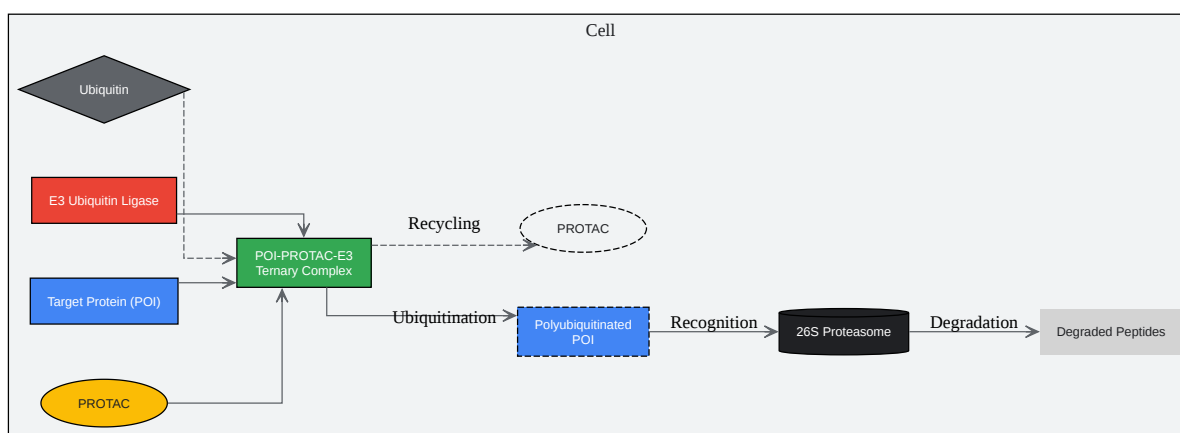 Cell
Ubiquitin
E3 Ubiquitin Ligase
Recycling
PROTAC
POI-PROTAC-E3
Ternary Complex
Target Protein (POI)
Ubiquitination
Polyubiquitinated
POI
Recognition
26S Proteasome
Degradation
Degraded Peptides
PROTAC